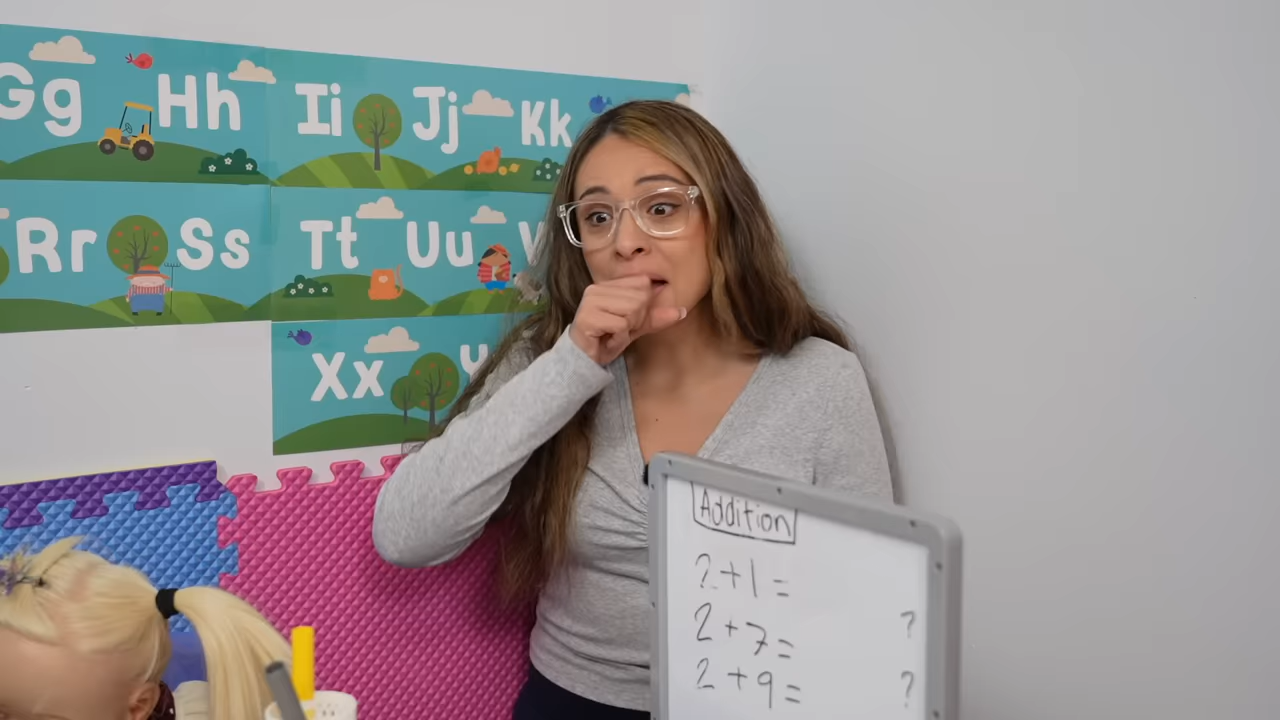 Gg Hh Ii Jj Kk
Rr Ss Tt Uu V
Xx Y
Addition
2+1=
2+7= ?
2+9= ?